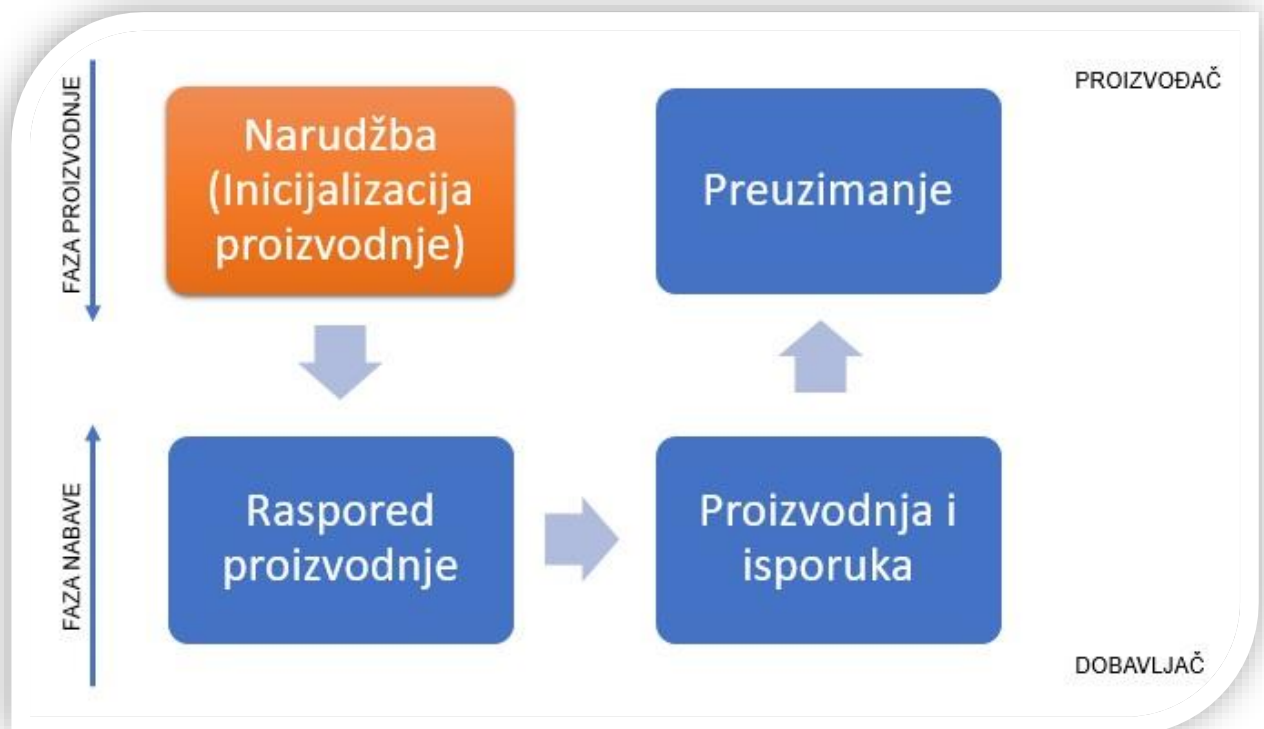 FAZA PROIZVODNJE
Narudžba
(Inicijalizacija
proizvodnje)
Preuzimanje
PROIZVOĐAČ
FAZA NABAVE
Raspored
proizvodnje
Proizvodnja i
isporuka
DOBAVLJAČ